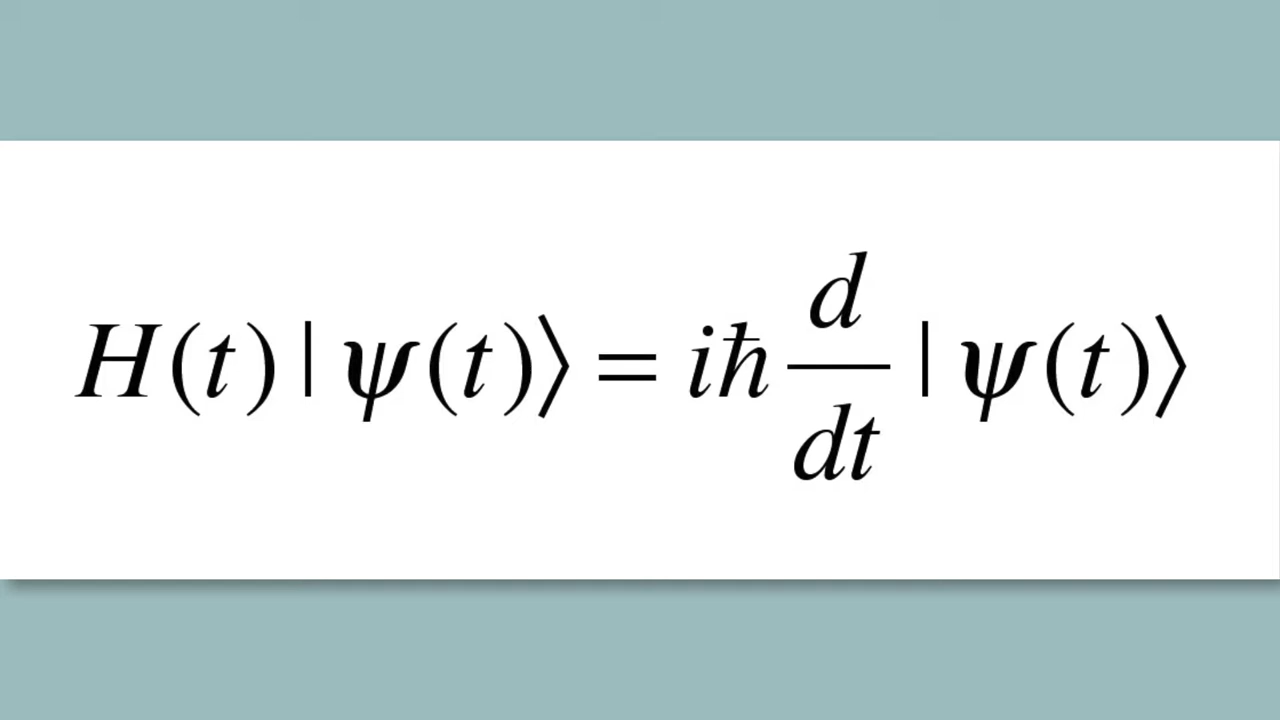 H(t) | ψ(t)⟩ = iħ d/dt | ψ(t)⟩